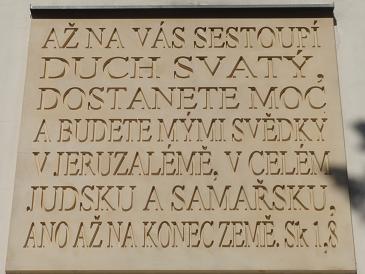 AŽ NA VÁS SESTOUPÍ
DUCH SVATÝ,
DOSTANETE MOC
A BUDETE MÝMI SVĚDKY
V JERUZALÉMĚ, V CELÉM
JUDSKU A SAMAŘSKU,
ANO AŽ NA KONEC ZEMĚ. Sk 1,8